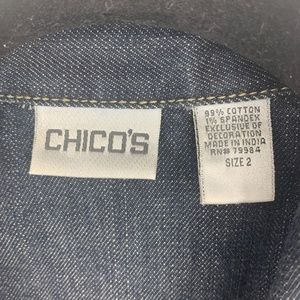 CHICO'S
99% COTTON
1% SPANDEX
EXCLUSIVE OF
DECORATION
MADE IN INDIA
RN# 79984
SIZE 2